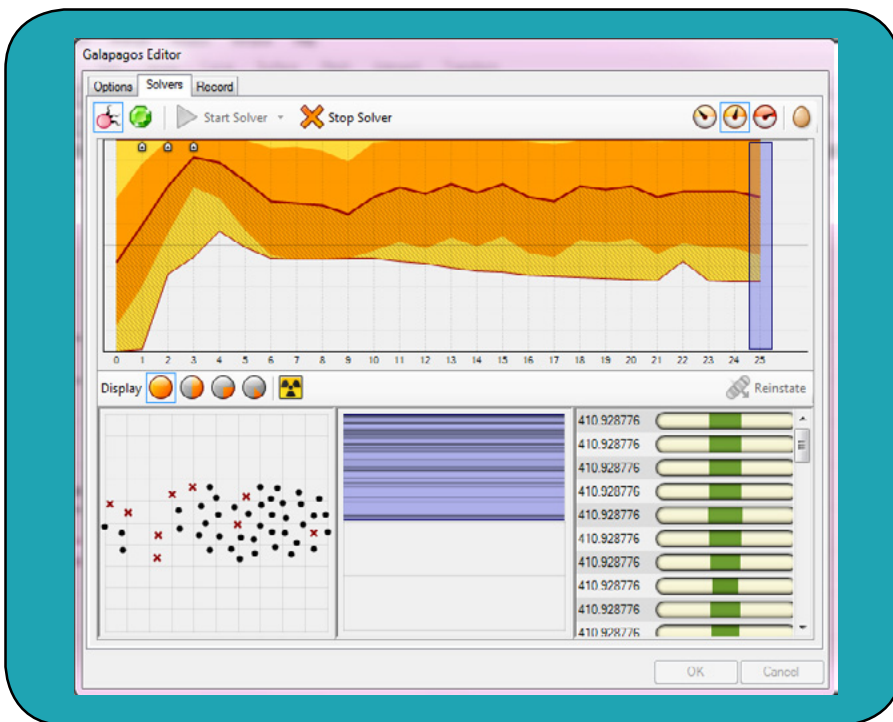 Galapagos Editor
Options Solvers Record
Start Solver Stop Solver
0 1 2 3 4 5 6 7 8 9 10 11 12 13 14 15 16 17 18 19 20 21 22 23 24 25
Display Reinstate
410.928776
410.928776
410.928776
410.928776
410.928776
410.928776
410.928776
410.928776
410.928776
410.928776
OK Cancel